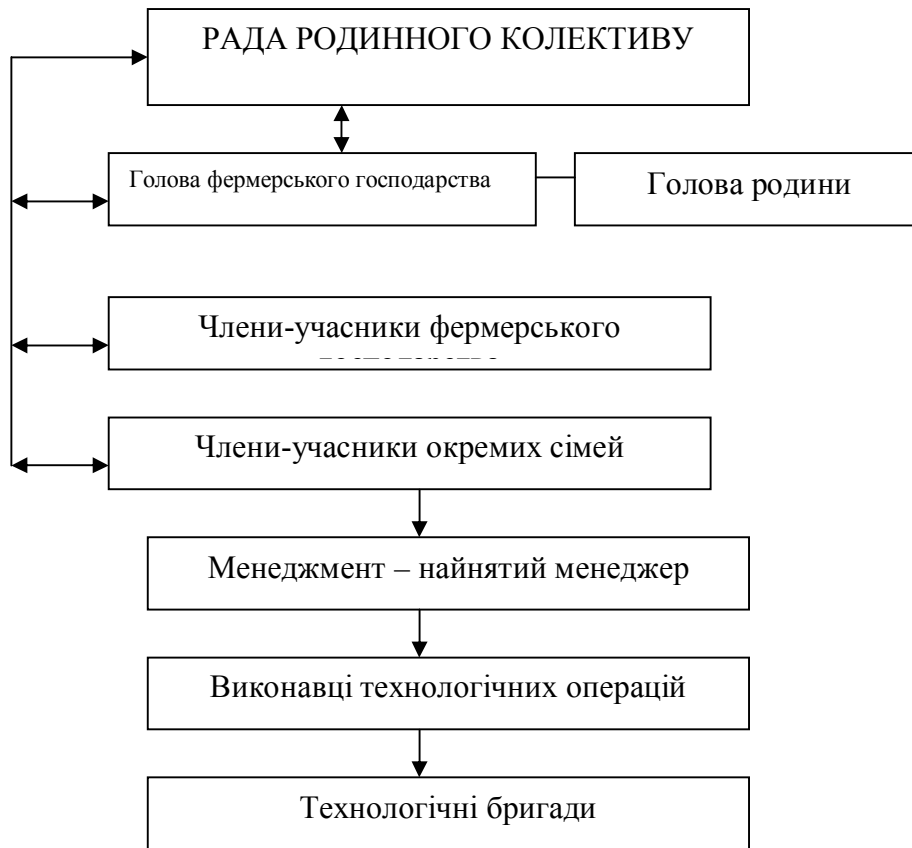 РАДА РОДИННОГО КОЛЕКТИВУ
Голова фермерського господарства
Голова родини
Члени-учасники фермерського
Члени-учасники окремих сімей
Менеджмент – найнятий менеджер
Виконавці технологічних операцій
Технологічні бригади